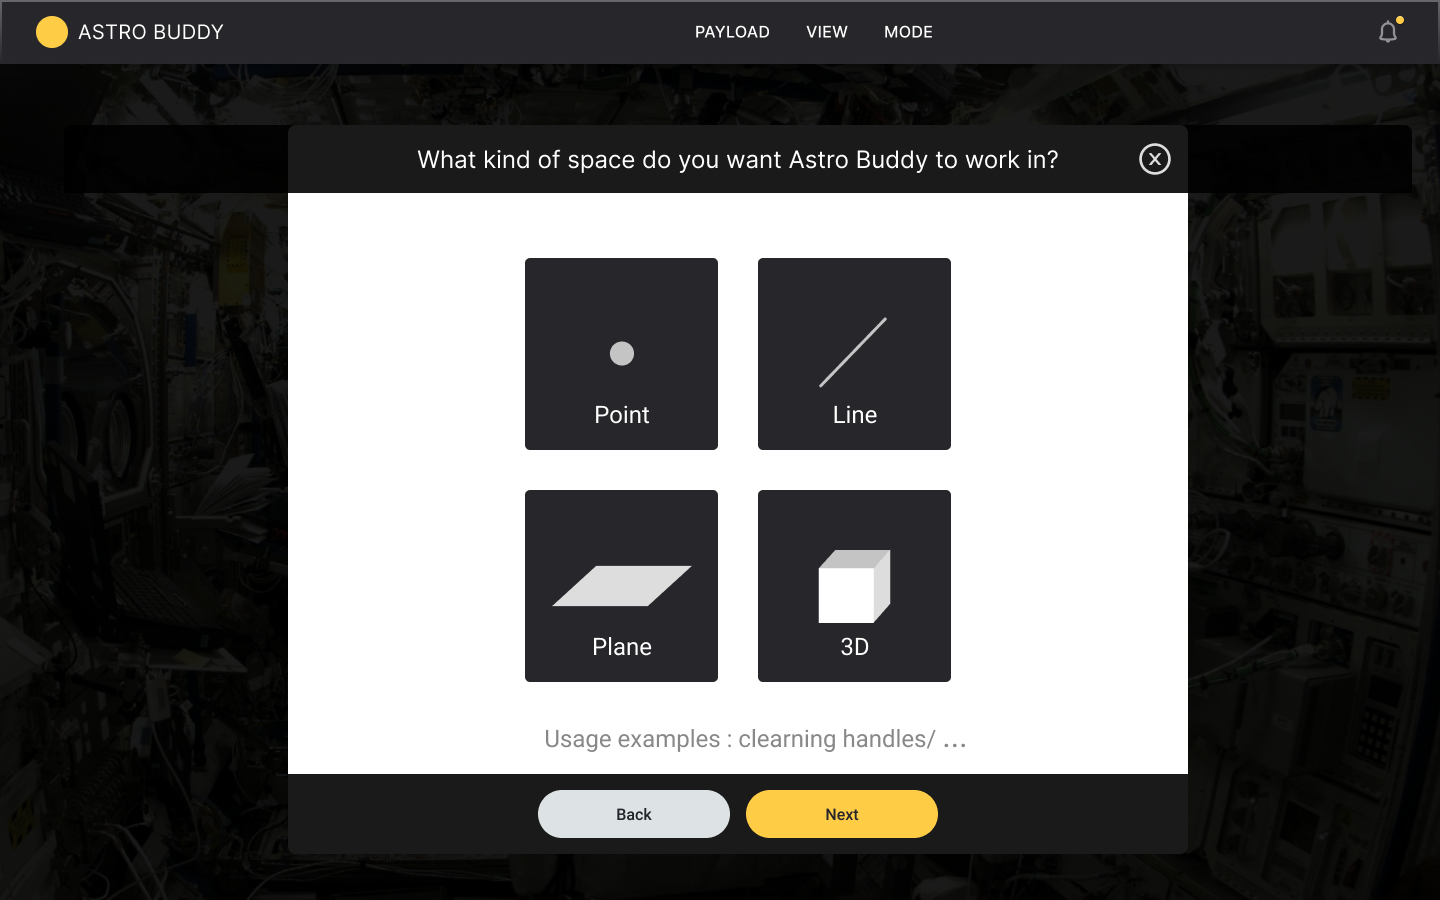 ASTRO BUDDY
PAYLOAD VIEW MODE
What kind of space do you want Astro Buddy to work in?
Point
Line
Plane
3D
Usage examples : clearning handles/ ...
Back
Next